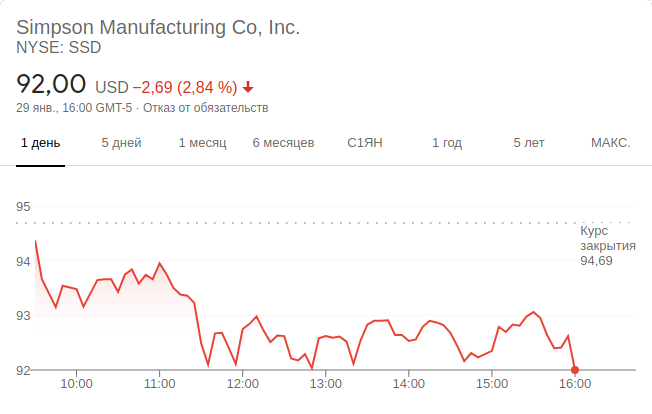 Simpson Manufacturing Co, Inc.
NYSE: SSD
92,00 USD −2,69 (2,84 %)
29 янв., 16:00 GMT-5 · Отказ от обязательств
1 день 5 дней 1 месяц 6 месяцев С1ЯН 1 год 5 лет МАКС.
95
Курс
закрытия
94,69
94
93
92
10:00 11:00 12:00 13:00 14:00 15:00 16:00